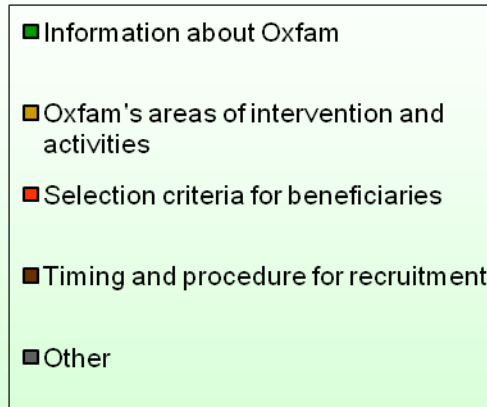 Information about Oxfam
Oxfam's areas of intervention and
activities
Selection criteria for beneficiaries
Timing and procedure for recruitment
Other